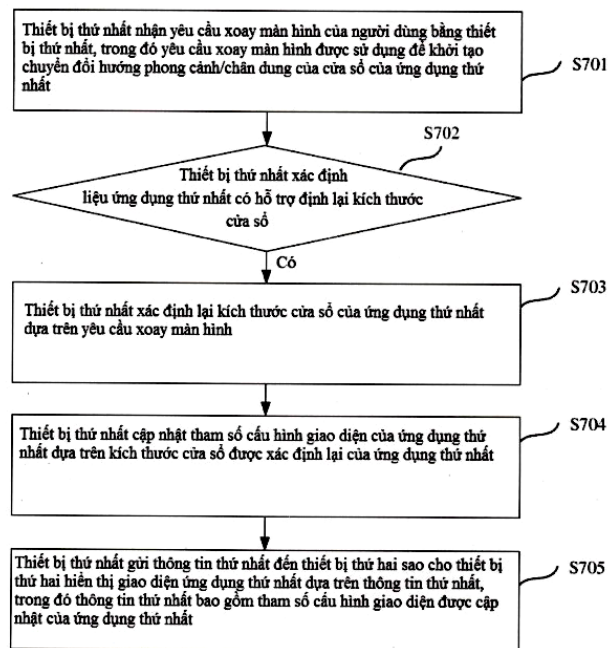 Thiết bị thứ nhất nhận yêu cầu xoay màn hình của người dùng bằng thiết
bị thứ nhất, trong đó yêu cầu xoay màn hình được sử dụng để khởi tạo
chuyển đổi hướng phong cảnh/chân dung của cửa sổ của ứng dụng thứ
nhất
S701
S702
Thiết bị thứ nhất xác định
liệu ứng dụng thứ nhất có hỗ trợ định lại kích thước
cửa sổ
Có
S703
Thiết bị thứ nhất xác định lại kích thước cửa sổ của ứng dụng thứ nhất
dựa trên yêu cầu xoay màn hình
S704
Thiết bị thứ nhất cập nhật tham số cấu hình giao diện của ứng dụng thứ
nhất dựa trên kích thước cửa sổ được xác định lại của ứng dụng thứ nhất
Thiết bị thứ nhất gửi thông tin thứ nhất đến thiết bị thứ hai sao cho thiết bị
thứ hai hiển thị giao diện ứng dụng thứ nhất dựa trên thông tin thứ nhất,
trong đó thông tin thứ nhất bao gồm tham số cấu hình giao diện được cập
nhật của ứng dụng thứ nhất
S705